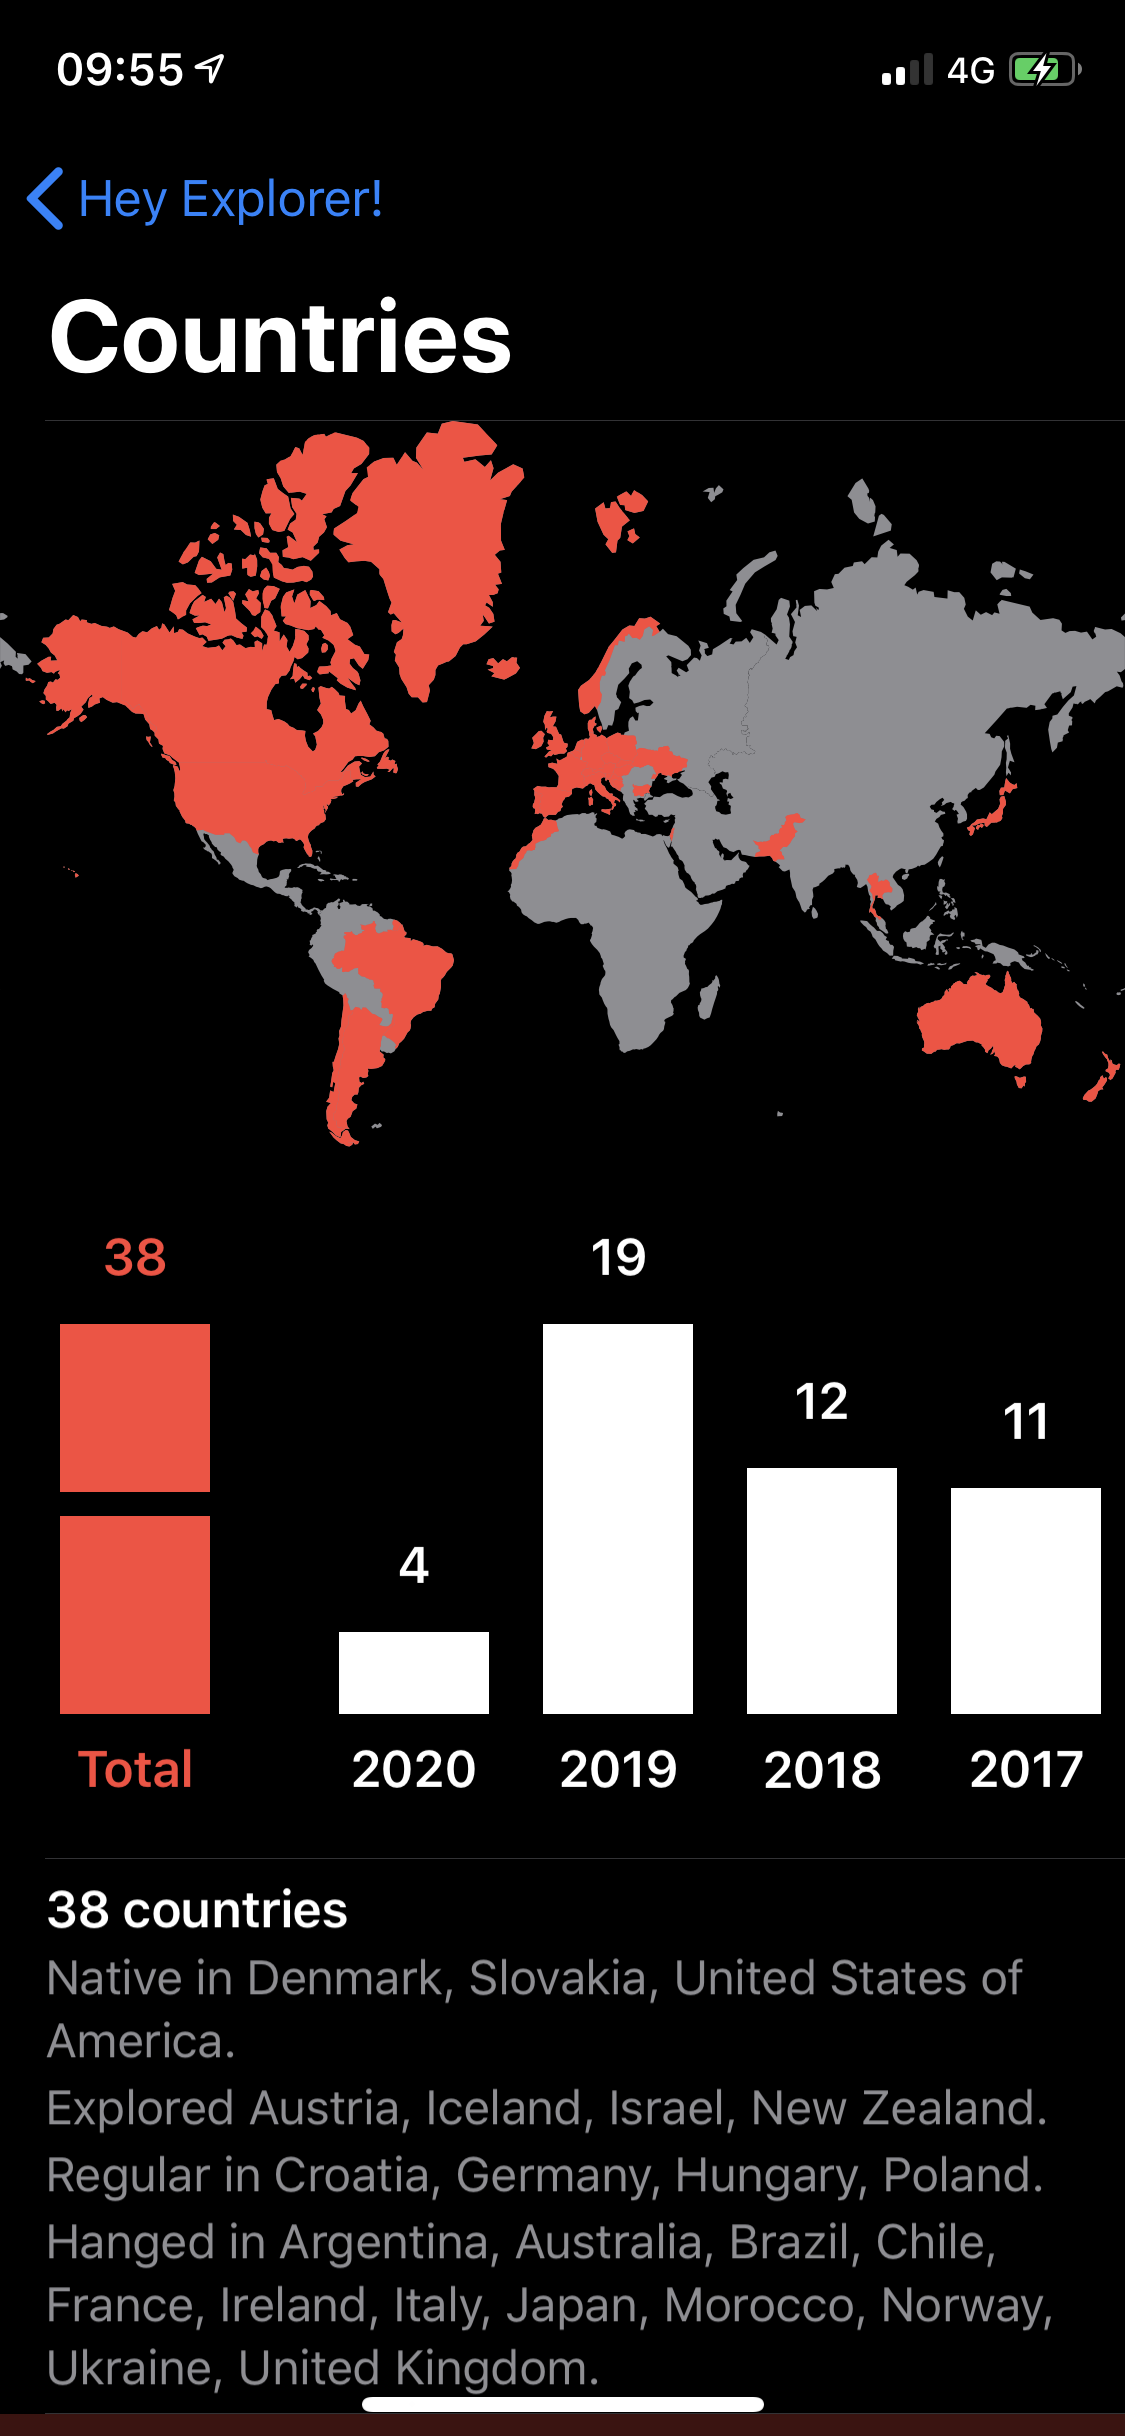 09:55
4G
Hey Explorer!
Countries
38
19
12
11
4
Total
2020
2019
2018
2017
38 countries
Native in Denmark, Slovakia, United States of
America.
Explored Austria, Iceland, Israel, New Zealand.
Regular in Croatia, Germany, Hungary, Poland.
Hanged in Argentina, Australia, Brazil, Chile,
France, Ireland, Italy, Japan, Morocco, Norway,
Ukraine, United Kingdom.